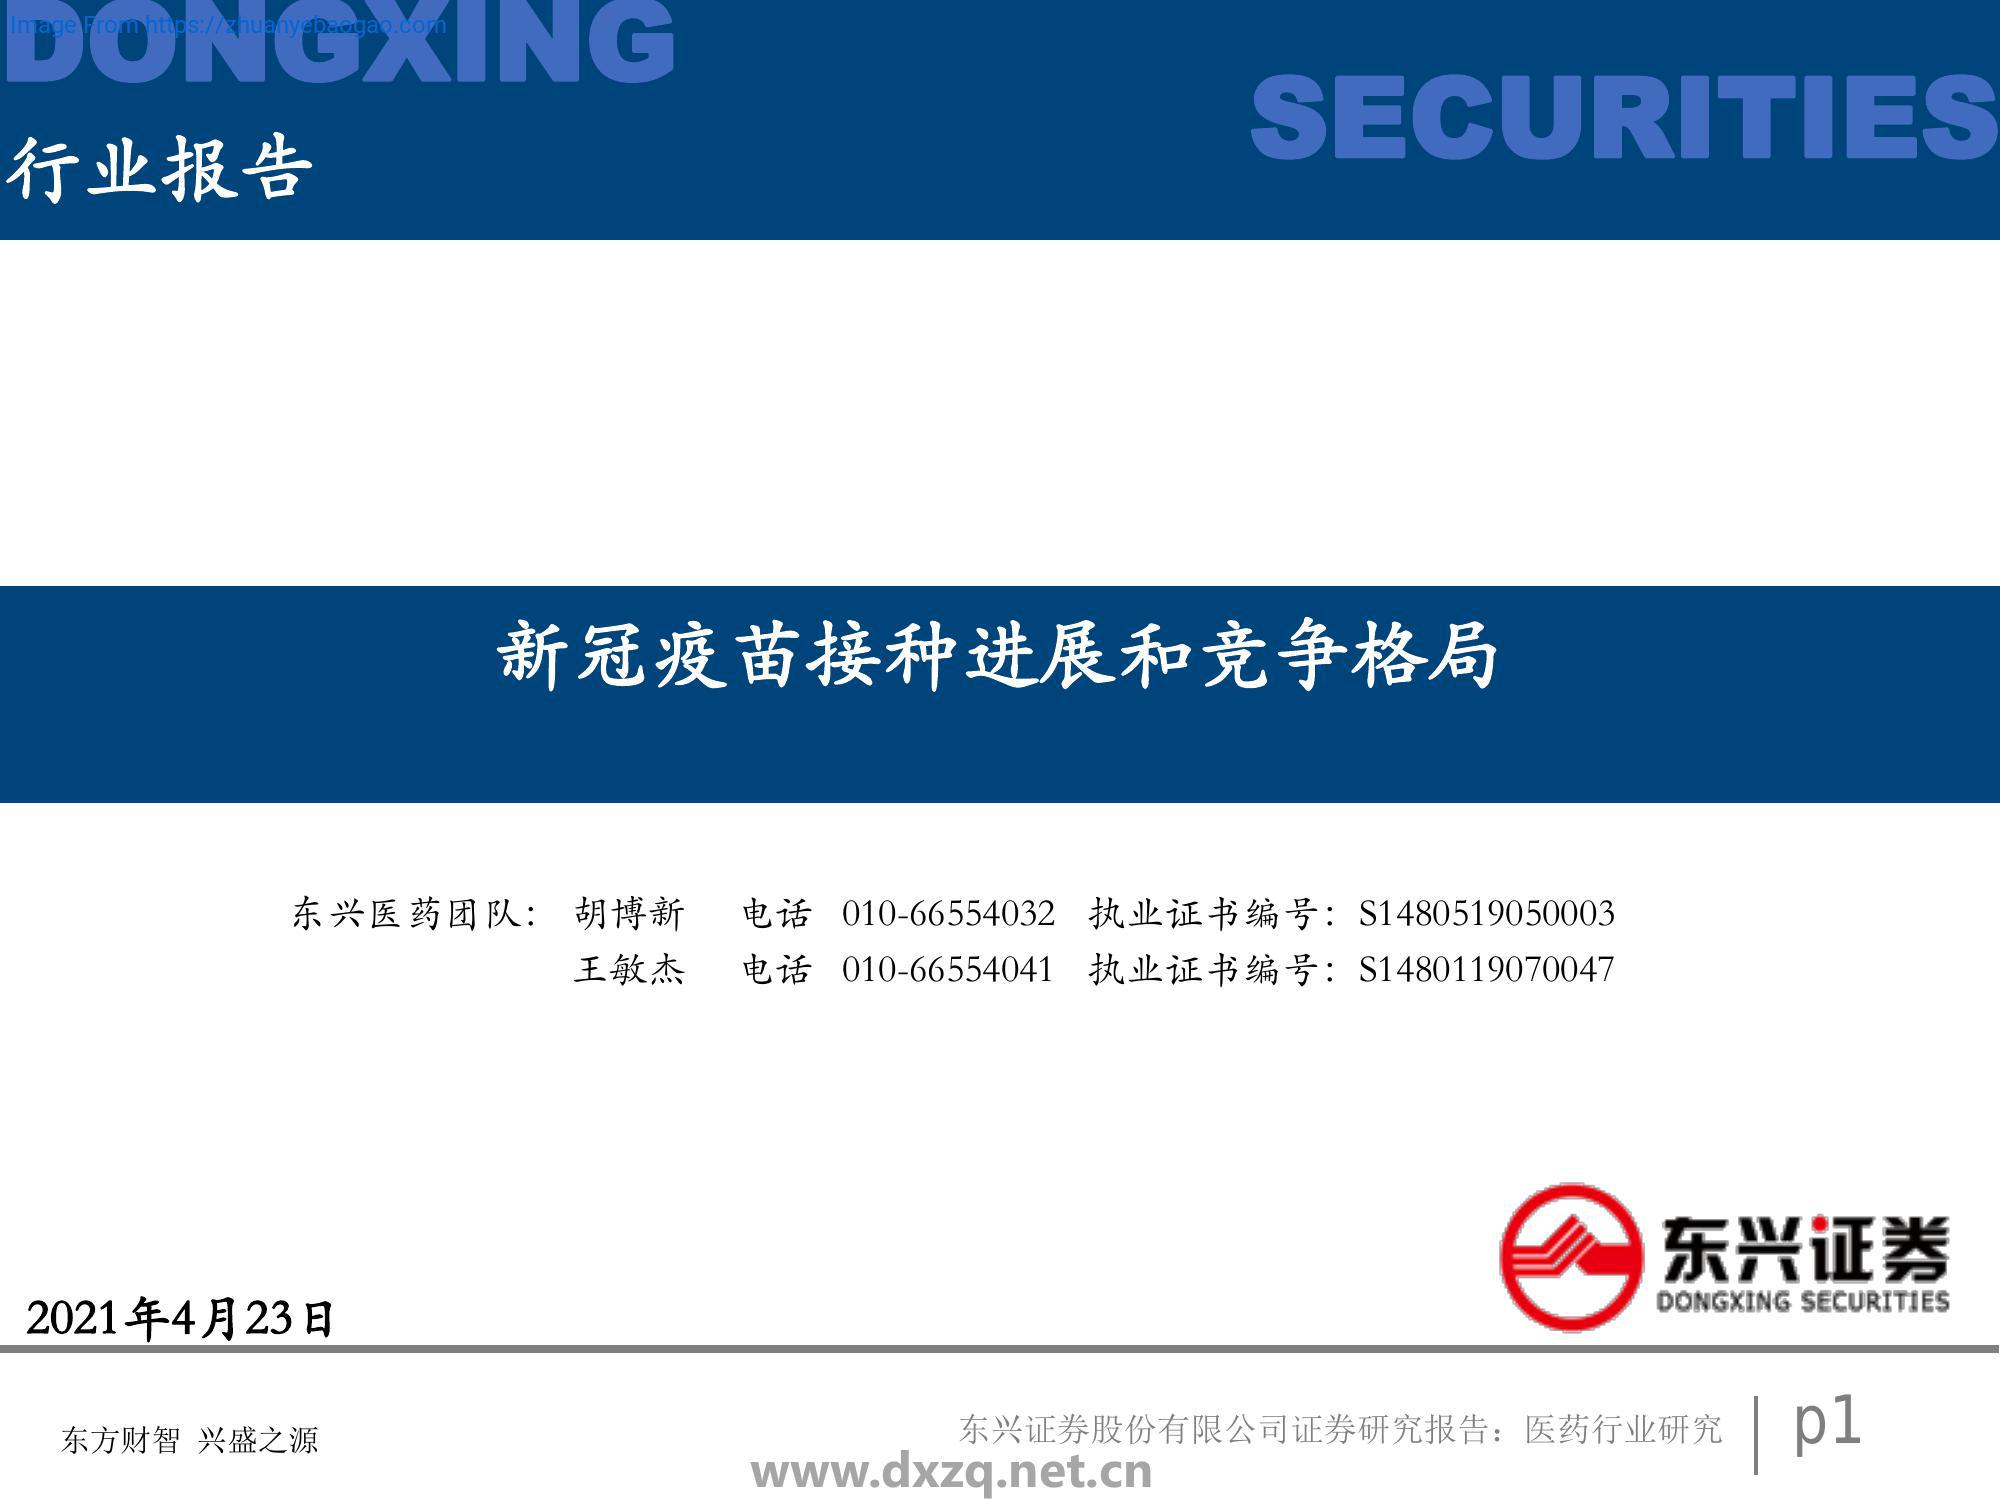 Image From https://zhuanyebaogao.com
DONGXING
SECURITIES
行业报告
新冠疫苗接种进展和竞争格局
东兴医药团队： 胡博新 电话 010-66554032 执业证书编号：S1480519050003
王敏杰 电话 010-66554041 执业证书编号：S1480119070047
东兴证券
DONGXING SECURITIES
2021年4月23日
东方财智 兴盛之源
东兴证券股份有限公司证券研究报告：医药行业研究
p1
www.dxzq.net.cn